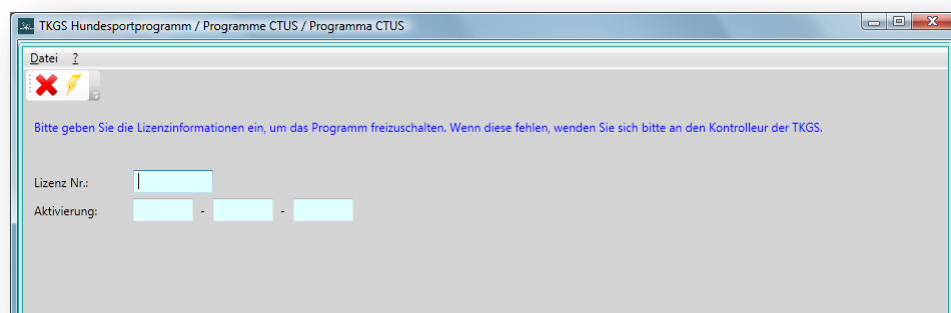 TKGS Hundesportprogramm / Programme CTUS / Programma CTUS
Datei ?
Bitte geben Sie die Lizenzinformationen ein, um das Programm freizuschalten. Wenn diese fehlen, wenden Sie sich bitte an den Kontrolleur der TKGS.
Lizenz Nr.:
Aktivierung: - -